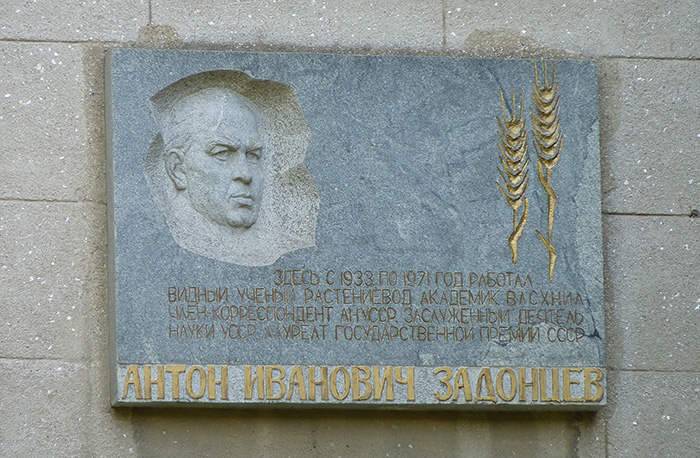 ЗДЕСЬ С 1933 ПО 1971 ГОД РАБОТАЛ
ВИДНЫЙ УЧЕНЫЙ РАСТЕНИЕВОД АКАДЕМИК ВАСХНИЛ
ЧЛЕН-КОРРЕСПОНДЕНТ АН УССР ЗАСЛУЖЕННЫЙ ДЕЯТЕЛЬ
НАУКИ УССР ЛАУРЕАТ ГОСУДАРСТВЕННОЙ ПРЕМИИ СССР
АНТОН ИВАНОВИЧ ЗАДОНЦЕВ